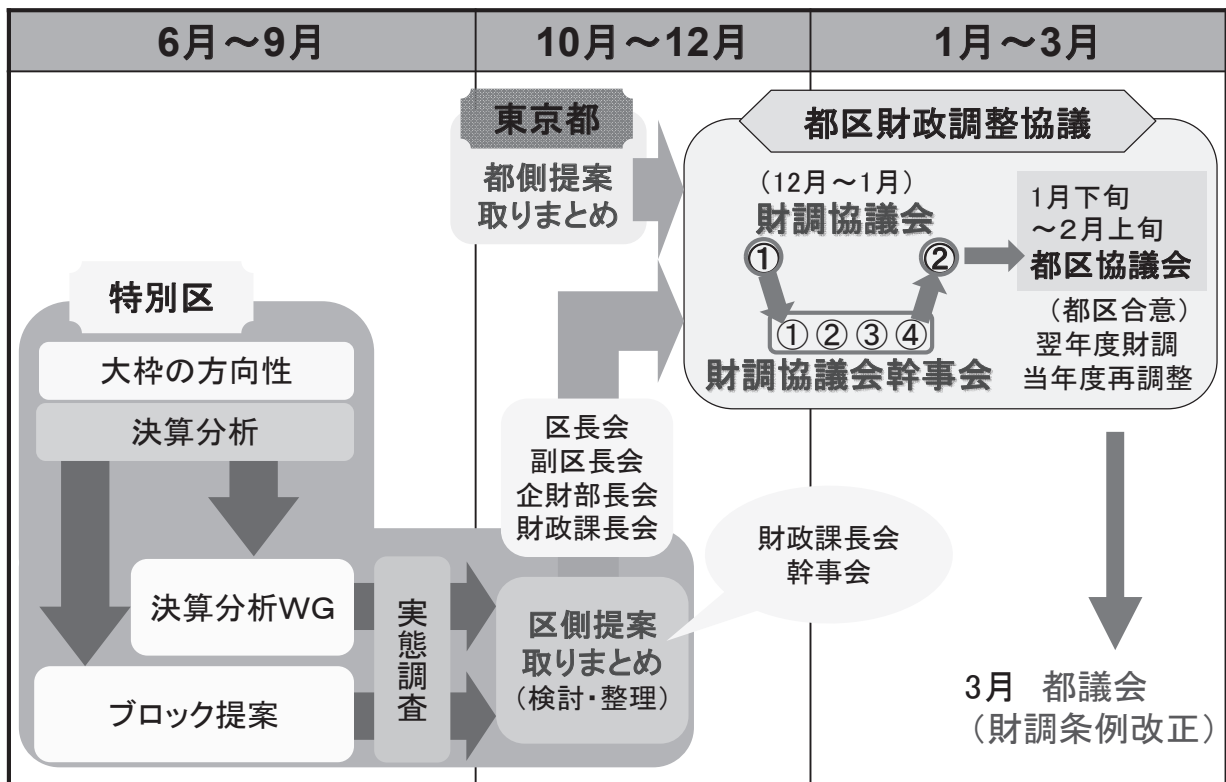 6月～9月
10月～12月
1月～3月
東京都
都側提案
取りまとめ
都区財政調整協議
（12月～1月）
財調協議会
① ②
①②③④
財調協議会幹事会
1月下旬
～2月上旬
都区協議会
（都区合意）
翌年度財調
当年度再調整
特別区
大枠の方向性
決算分析
決算分析WG
ブロック提案
実態調査
区長会
副区長会
企財部長会
財政課長会
区側提案
取りまとめ
（検討・整理）
財政課長会
幹事会
3月 都議会
（財調条例改正）